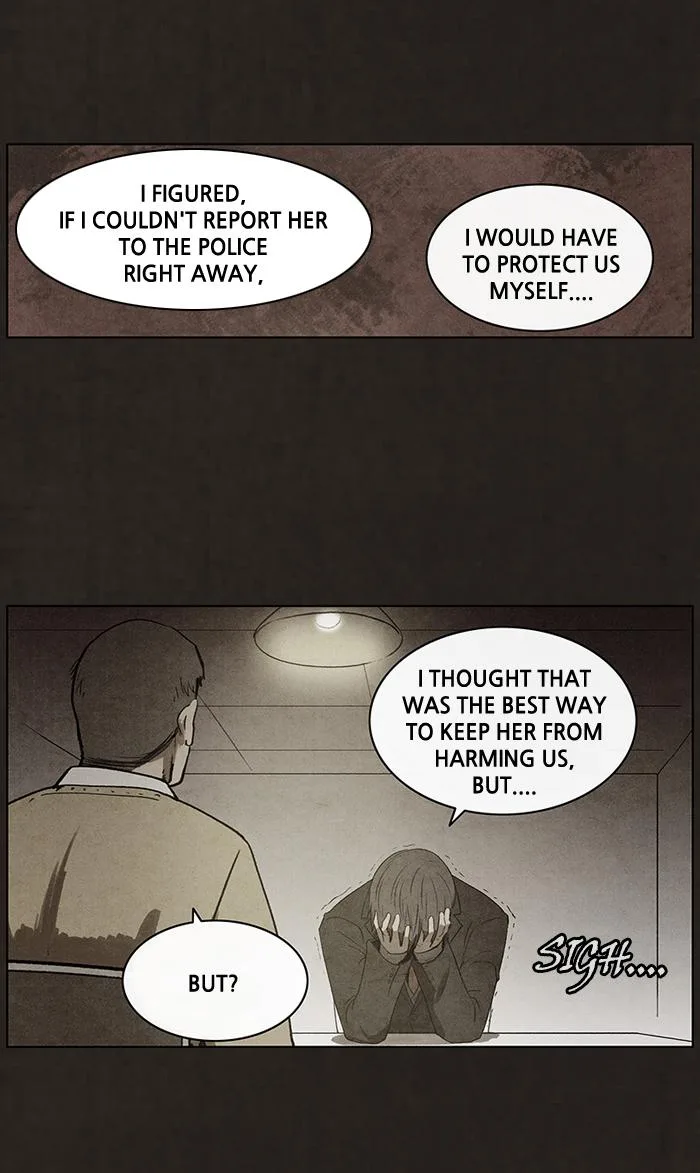 I FIGURED,
IF I COULDN'T REPORT HER
TO THE POLICE
RIGHT AWAY,
I WOULD HAVE
TO PROTECT US
MYSELF....
I THOUGHT THAT
WAS THE BEST WAY
TO KEEP HER FROM
HARMING US,
BUT....
BUT?
SIGH....